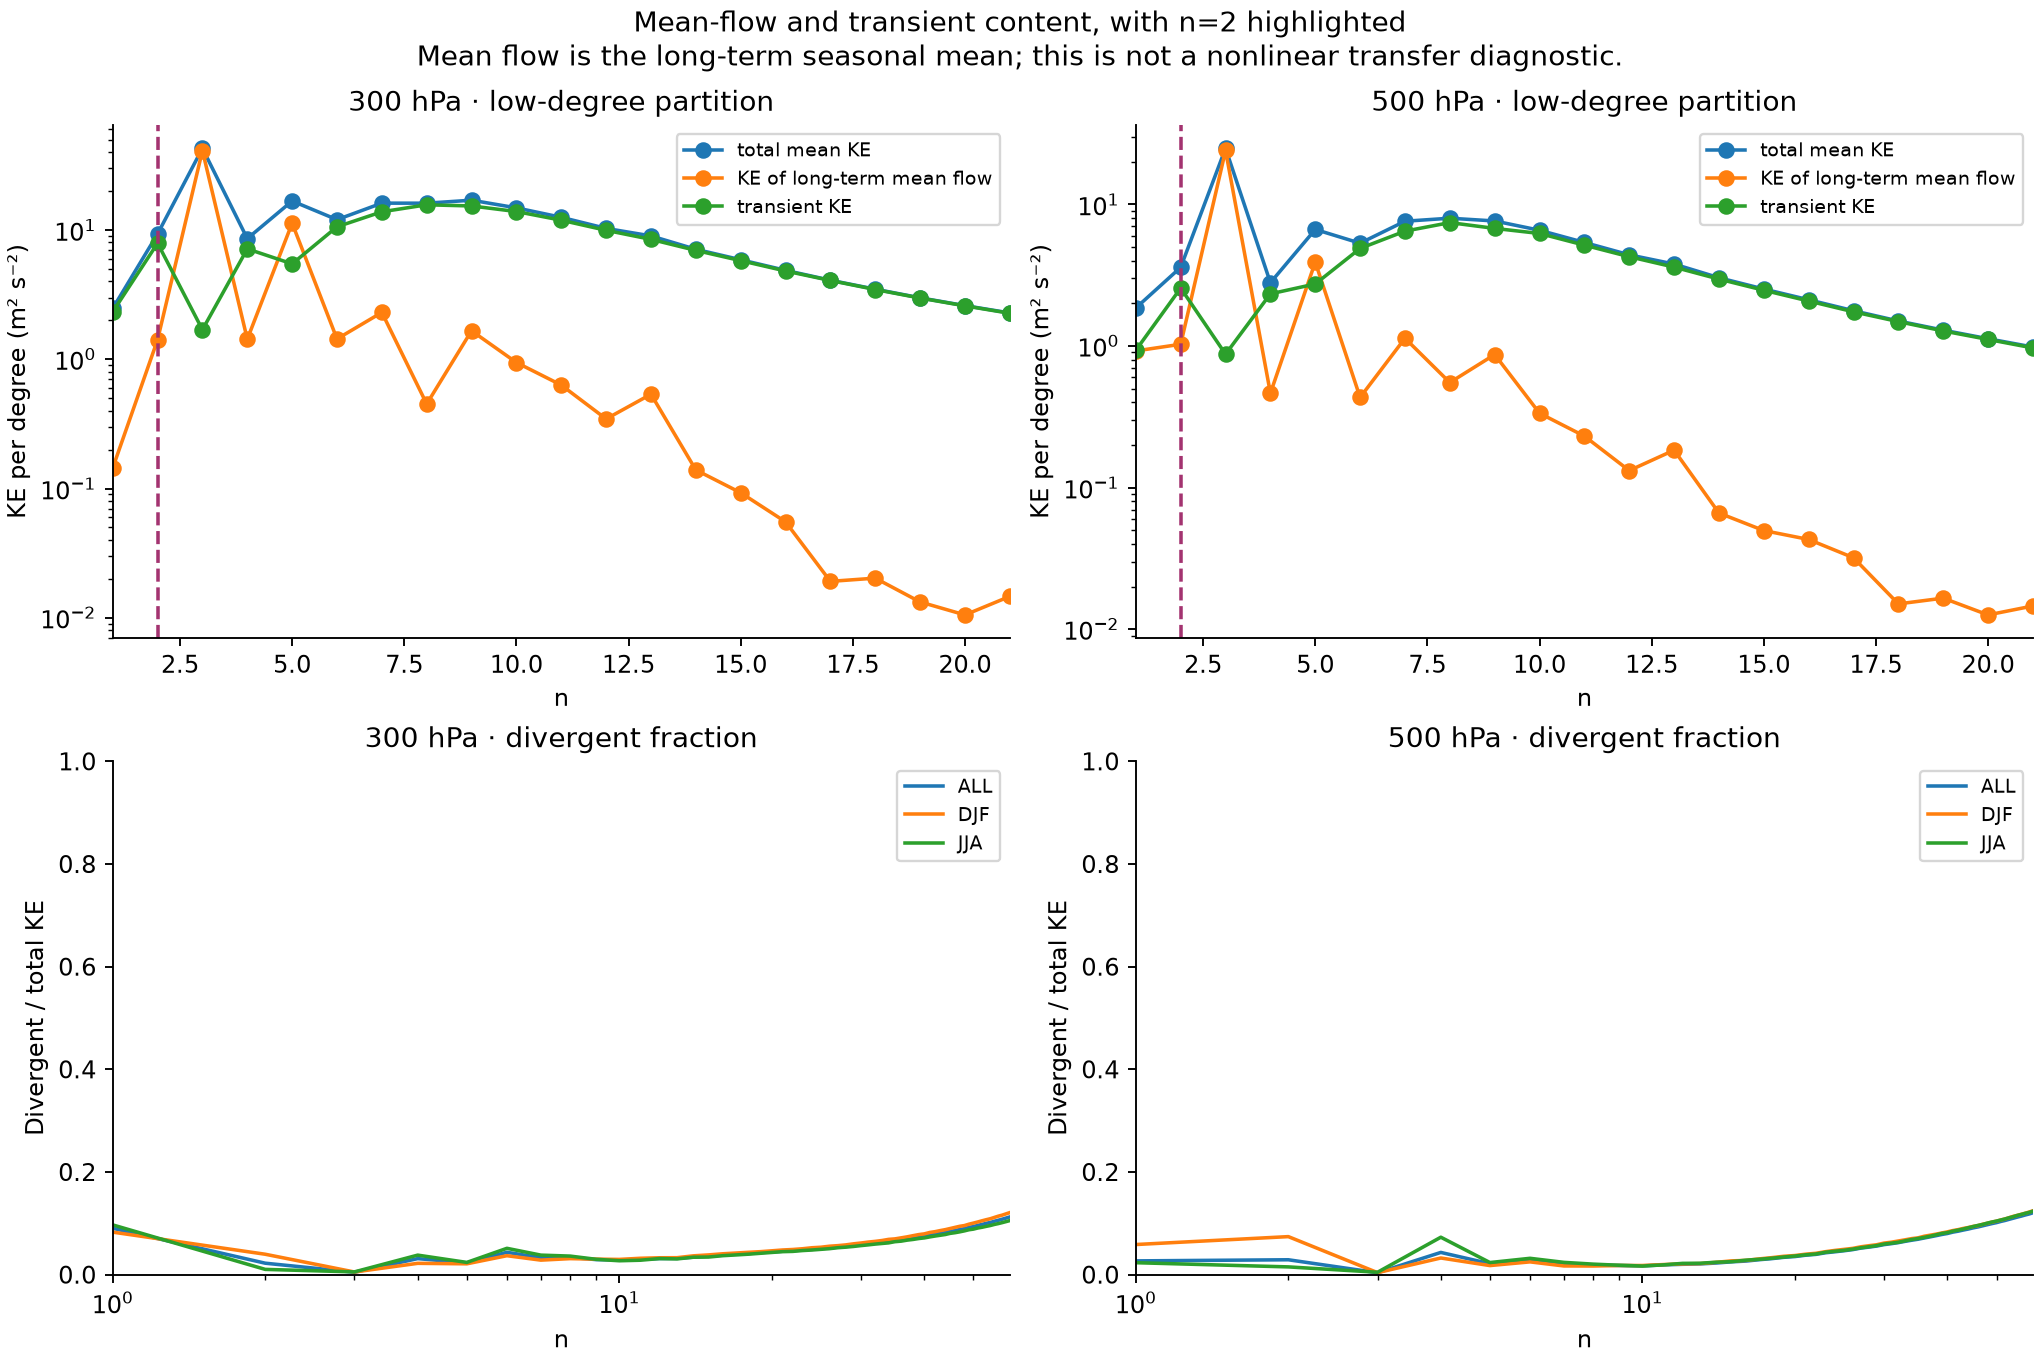 Mean-flow and transient content, with n=2 highlighted
Mean flow is the long-term seasonal mean; this is not a nonlinear transfer diagnostic.
300 hPa · low-degree partition
KE per degree (m² s⁻²)
10¹
10⁰
10⁻¹
10⁻²
total mean KE
KE of long-term mean flow
transient KE
2.5 5.0 7.5 10.0 12.5 15.0 17.5 20.0
n
500 hPa · low-degree partition
KE per degree (m² s⁻²)
10¹
10⁰
10⁻¹
10⁻²
total mean KE
KE of long-term mean flow
transient KE
2.5 5.0 7.5 10.0 12.5 15.0 17.5 20.0
n
300 hPa · divergent fraction
Divergent / total KE
1.0
0.8
0.6
0.4
0.2
0.0
ALL
DJF
JJA
10⁰ 10¹
n
500 hPa · divergent fraction
Divergent / total KE
1.0
0.8
0.6
0.4
0.2
0.0
ALL
DJF
JJA
10⁰ 10¹
n